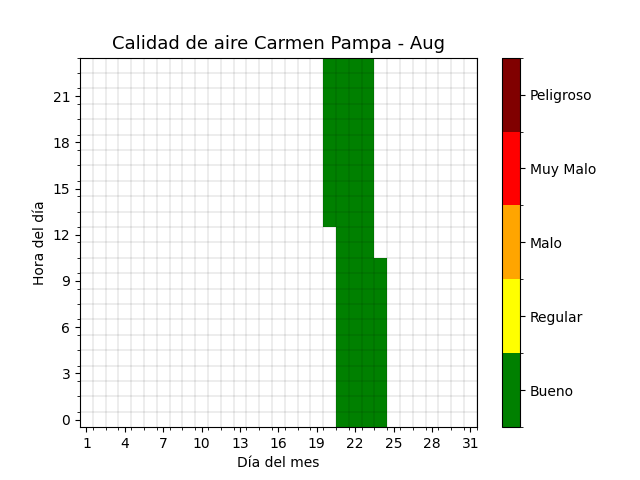 Calidad de aire Carmen Pampa - Aug
Hora del día
21
18
15
12
9
6
3
0
1 4 7 10 13 16 19 22 25 28 31
Día del mes
Peligroso
Muy Malo
Malo
Regular
Bueno